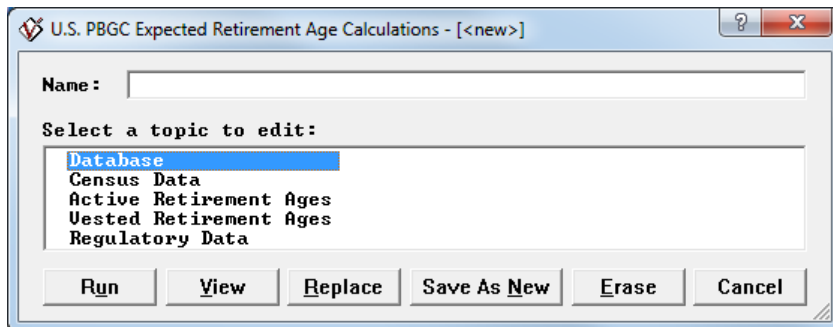 U.S. PBGC Expected Retirement Age Calculations - [<new>]
Name:
Select a topic to edit:
Database
Census Data
Active Retirement Ages
Vested Retirement Ages
Regulatory Data
Run View Replace Save As New Erase Cancel